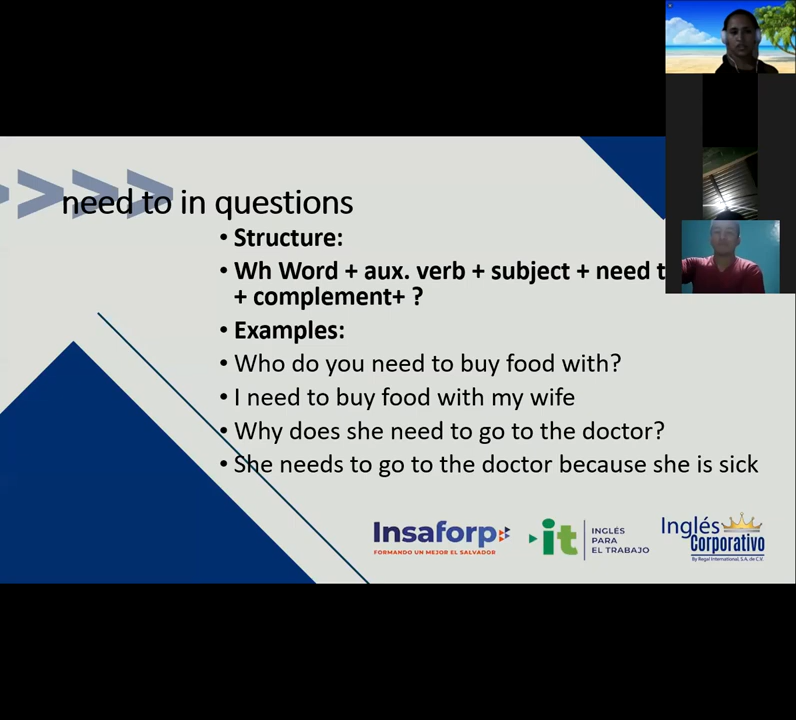 need to in questions
• Structure:
• Wh Word + aux. verb + subject + need t
+ complement+ ?
• Examples:
• Who do you need to buy food with?
• I need to buy food with my wife
• Why does she need to go to the doctor?
• She needs to go to the doctor because she is sick
Insaforp
FORMANDO UN MEJOR EL SALVADOR
it
INGLÉS
PARA
EL TRABAJO
Inglés
Corporativo
By Regal International, S.A. de C.V.